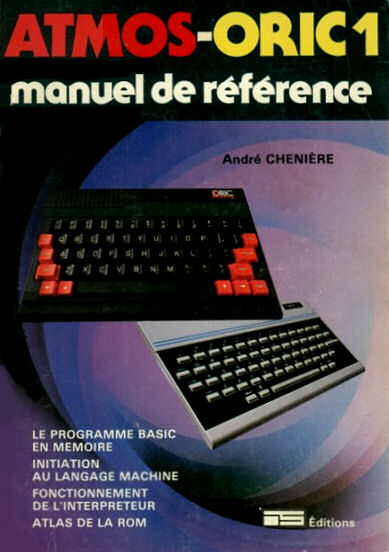 ATMOS-ORIC 1
manuel de référence
André CHENIÈRE
ORIC
LE PROGRAMME BASIC
EN MEMOIRE
INITIATION
AU LANGAGE MACHINE
FONCTIONNEMENT
DE L'INTERPRETEUR
ATLAS DE LA ROM
Éditions